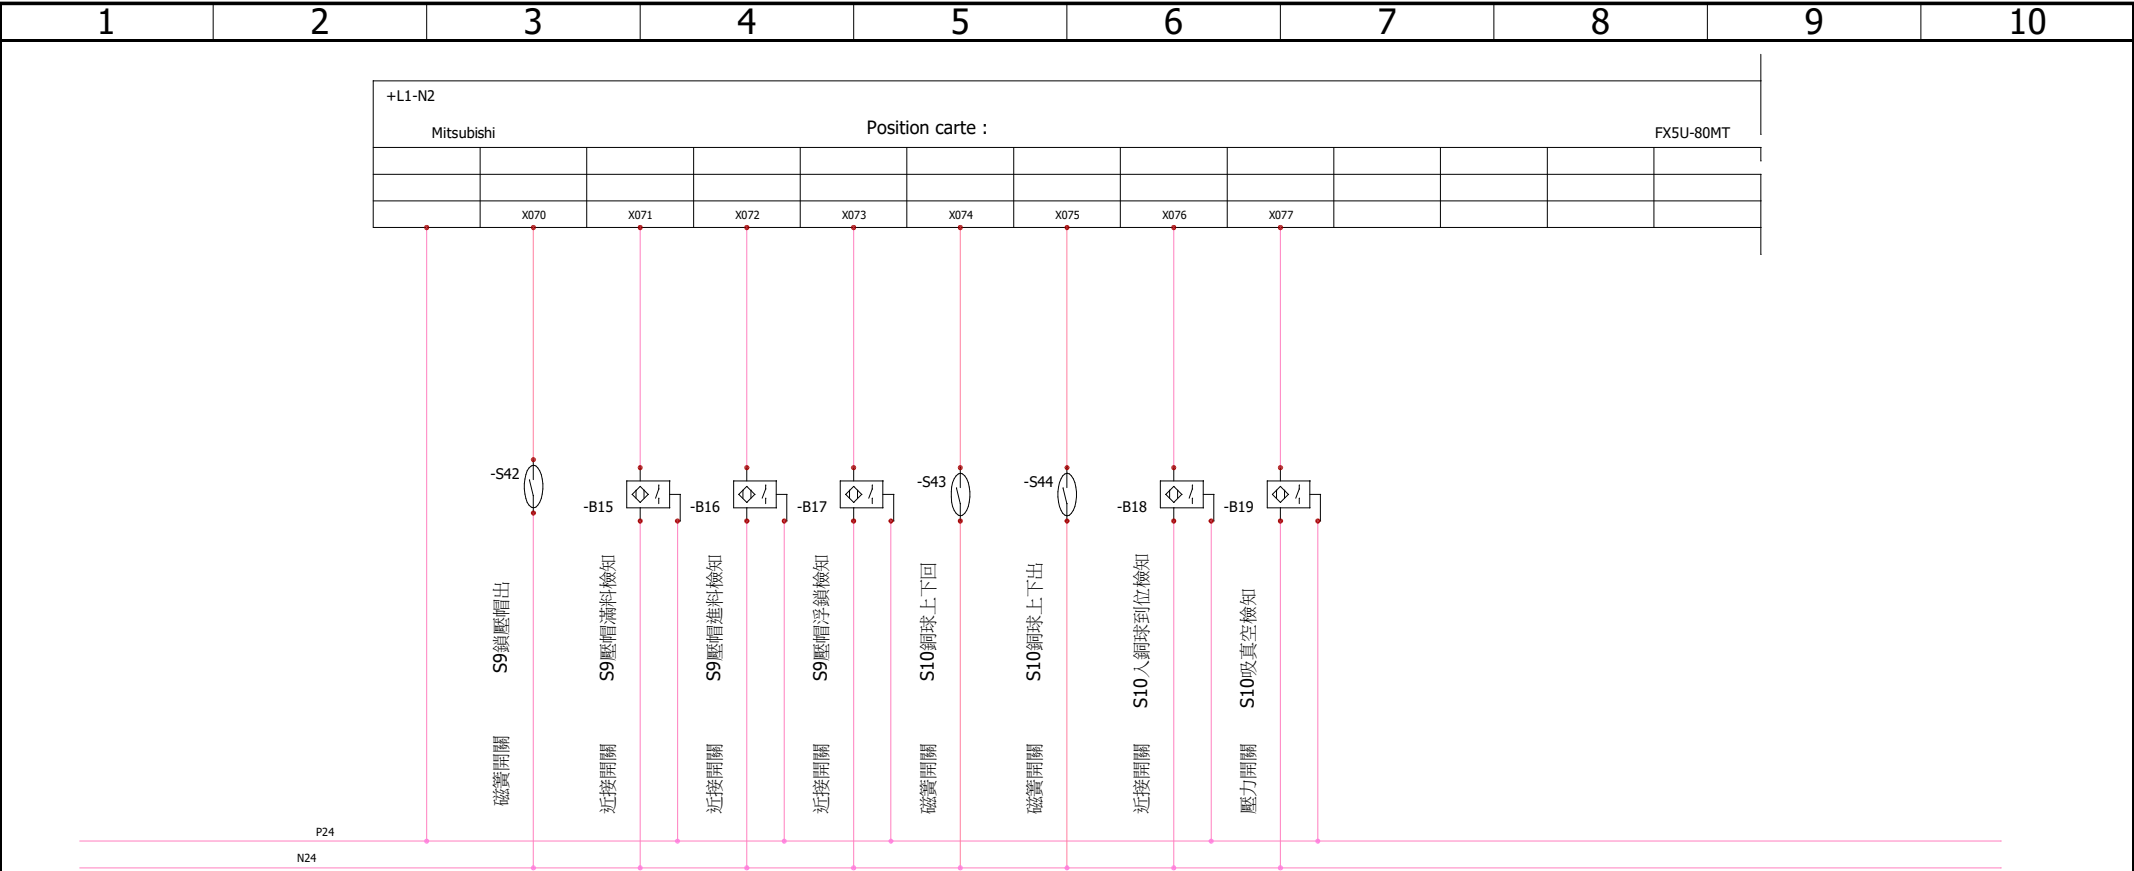 1 2 3 4 5 6 7 8 9 10
+L1-N2
Mitsubishi Position carte : FX5U-80MT
X070 X071 X072 X073 X074 X075 X076 X077
-S42
-B15
-B16
-B17
-S43
-S44
-B18
-B19
S9鎖壓帽出
磁簧開關
S9壓帽滿料檢知
近接開關
S9壓帽進料檢知
近接開關
S9壓帽浮鎖檢知
近接開關
S10銅球上下回
磁簧開關
S10銅球上下出
磁簧開關
S10入銅球到位檢知
近接開關
S10吸真空檢知
壓力開關
P24
N24